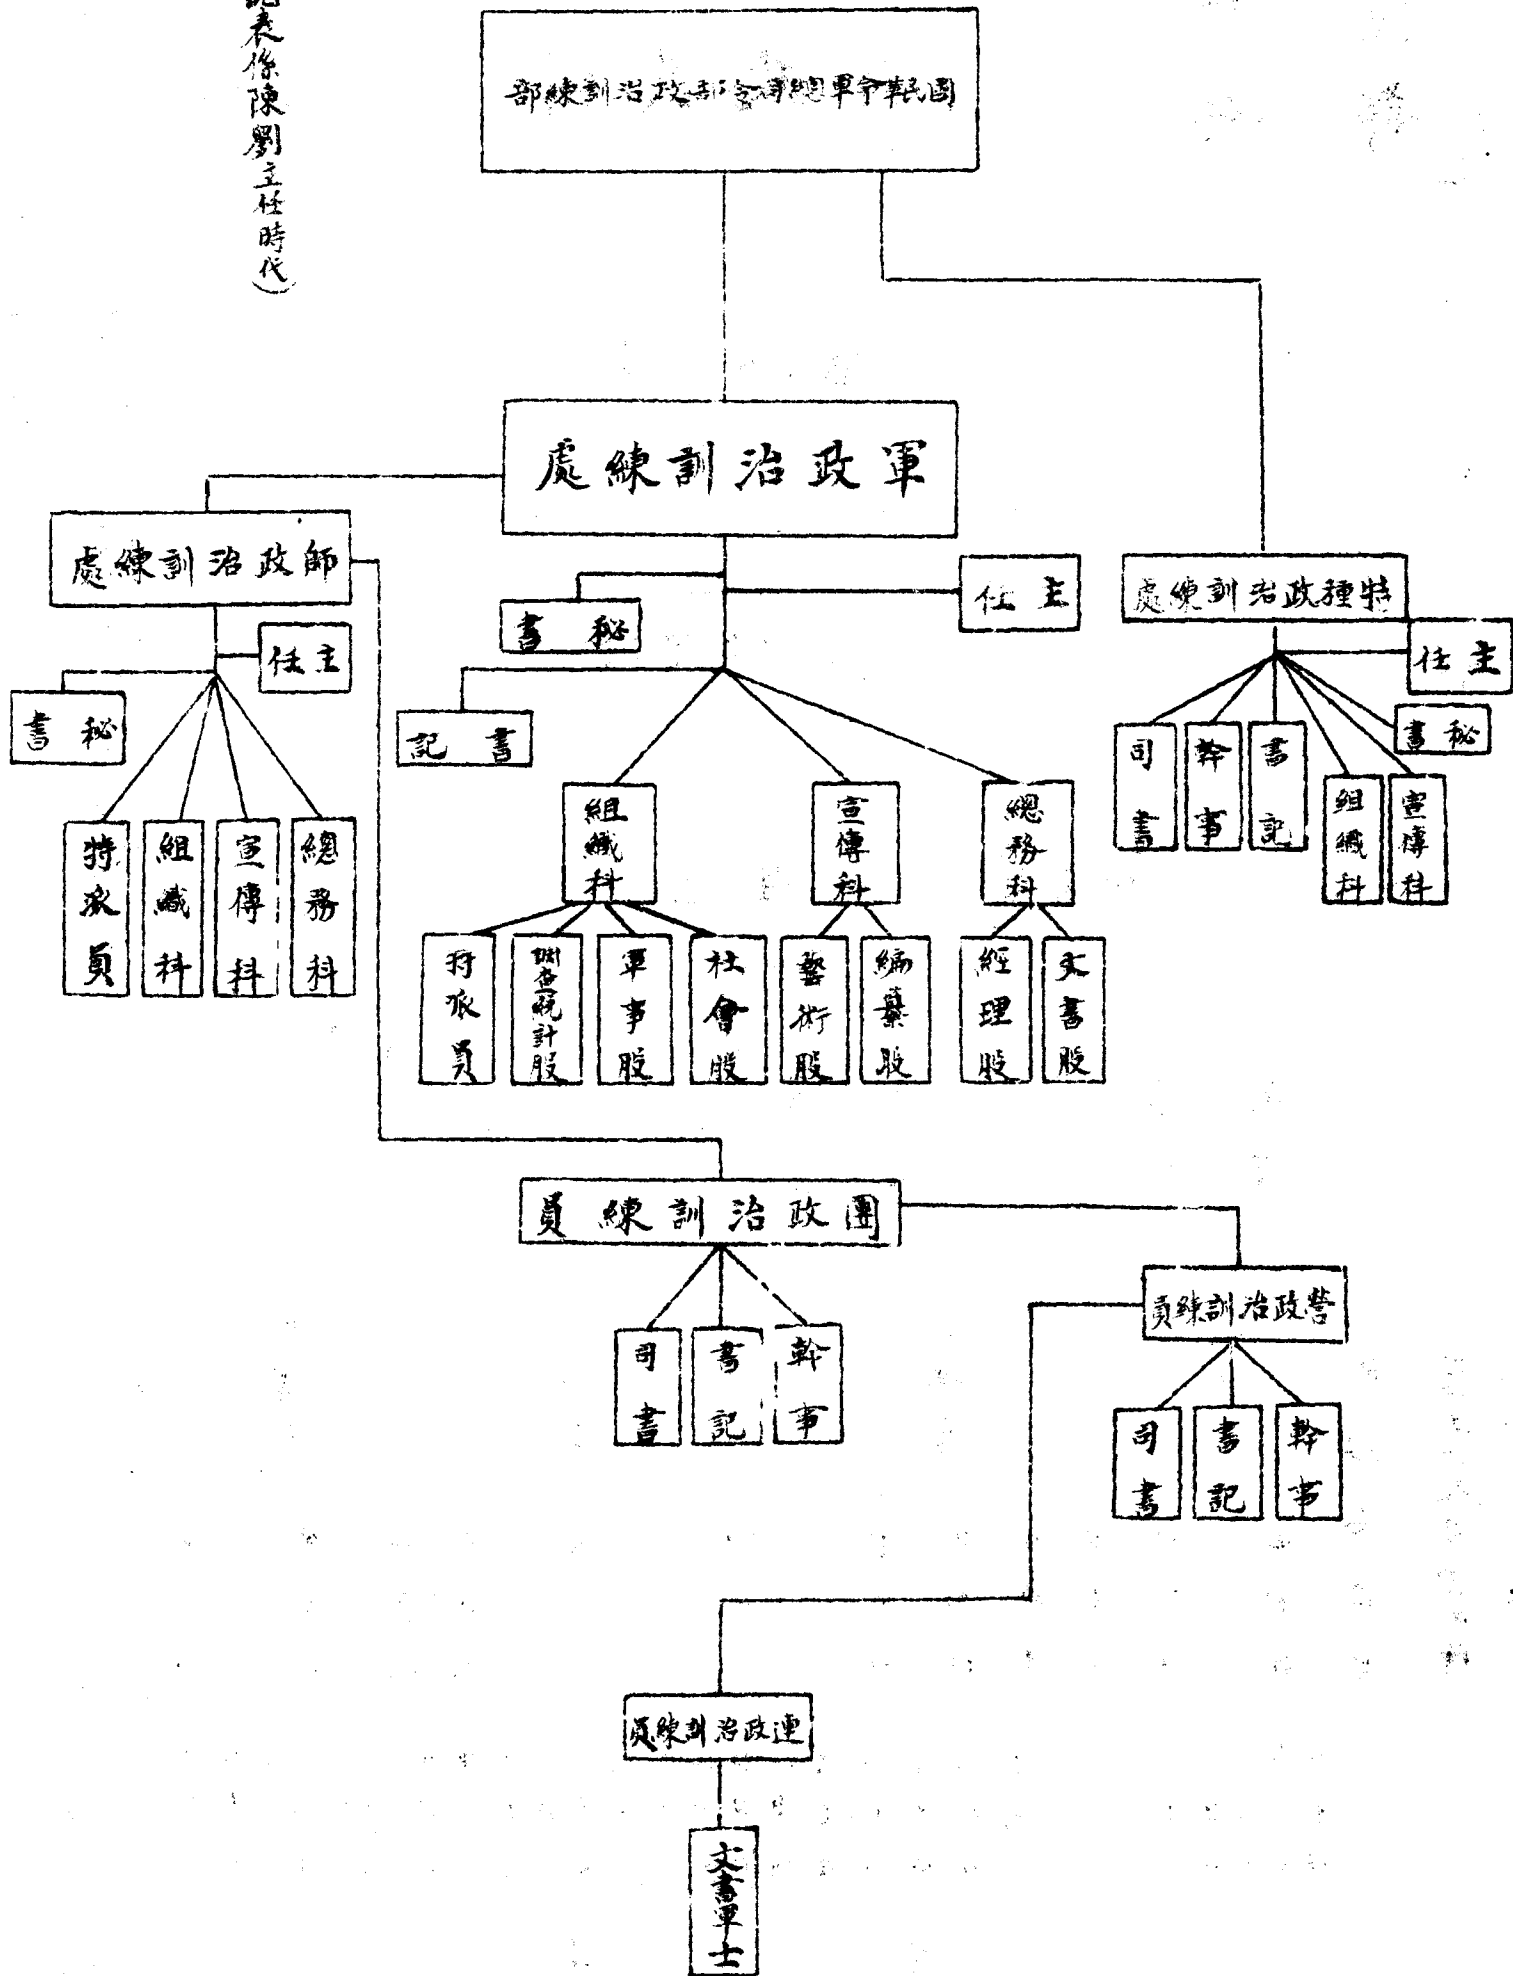 表係陳劉主任時代）
國民革命軍總司令部政治訓練部
軍政治訓練處
主任
秘書
書記
總務科
宣傳科
組織科
文書股
經理股
編纂股
藝術股
社會股
軍事股
調查統計股
特派員
特種政治訓練處
主任
秘書
宣傳科
組織科
書記
幹事
司書
師政治訓練處
主任
秘書
總務科
宣傳科
組織科
特派員
團政治訓練員
幹事
書記
司書
營政治訓練員
幹事
書記
司書
連政治訓練員
文書軍士